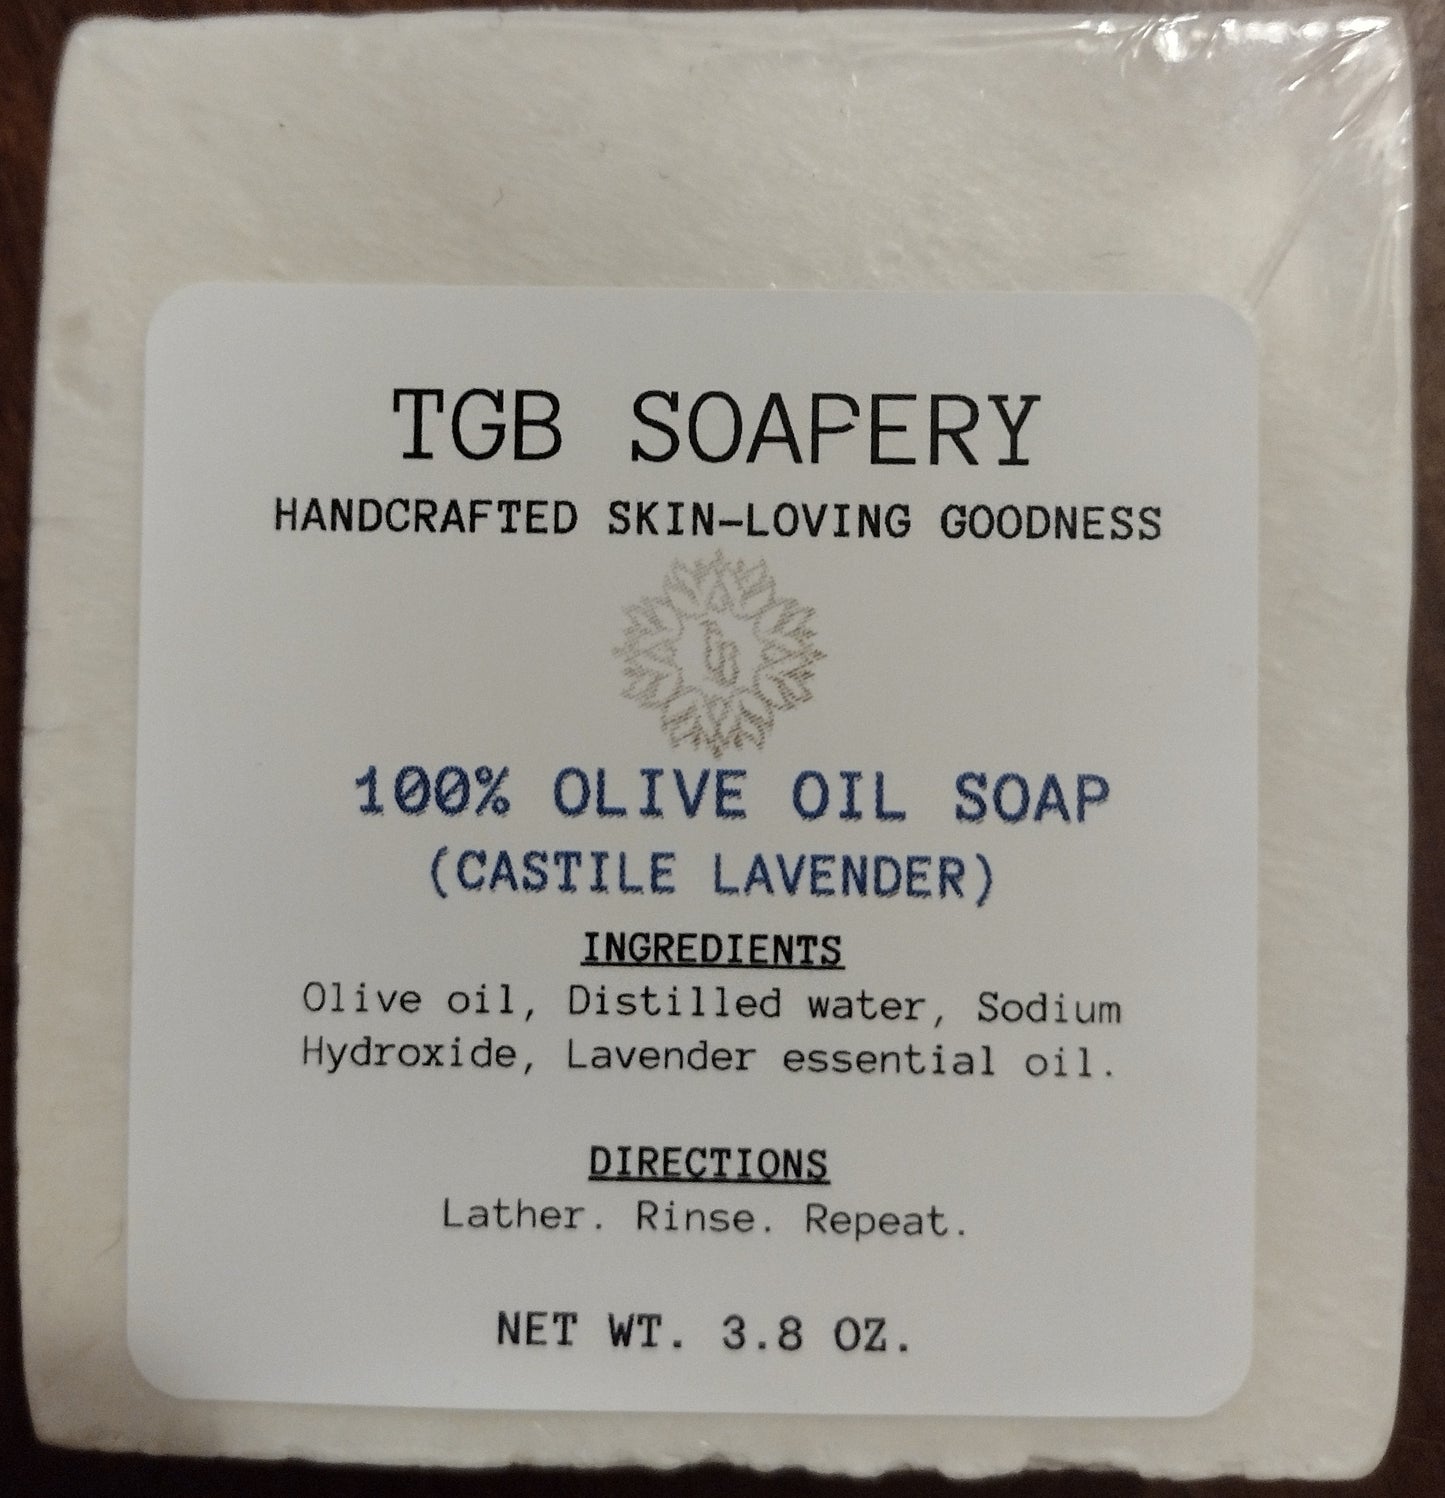 TGB SOAPERY
HANDCRAFTED SKIN-LOVING GOODNESS
100% OLIVE OIL SOAP
(CASTILE LAVENDER)
INGREDIENTS
Olive oil, Distilled water, Sodium
Hydroxide, Lavender essential oil.
DIRECTIONS
Lather. Rinse. Repeat.
NET WT. 3.8 OZ.